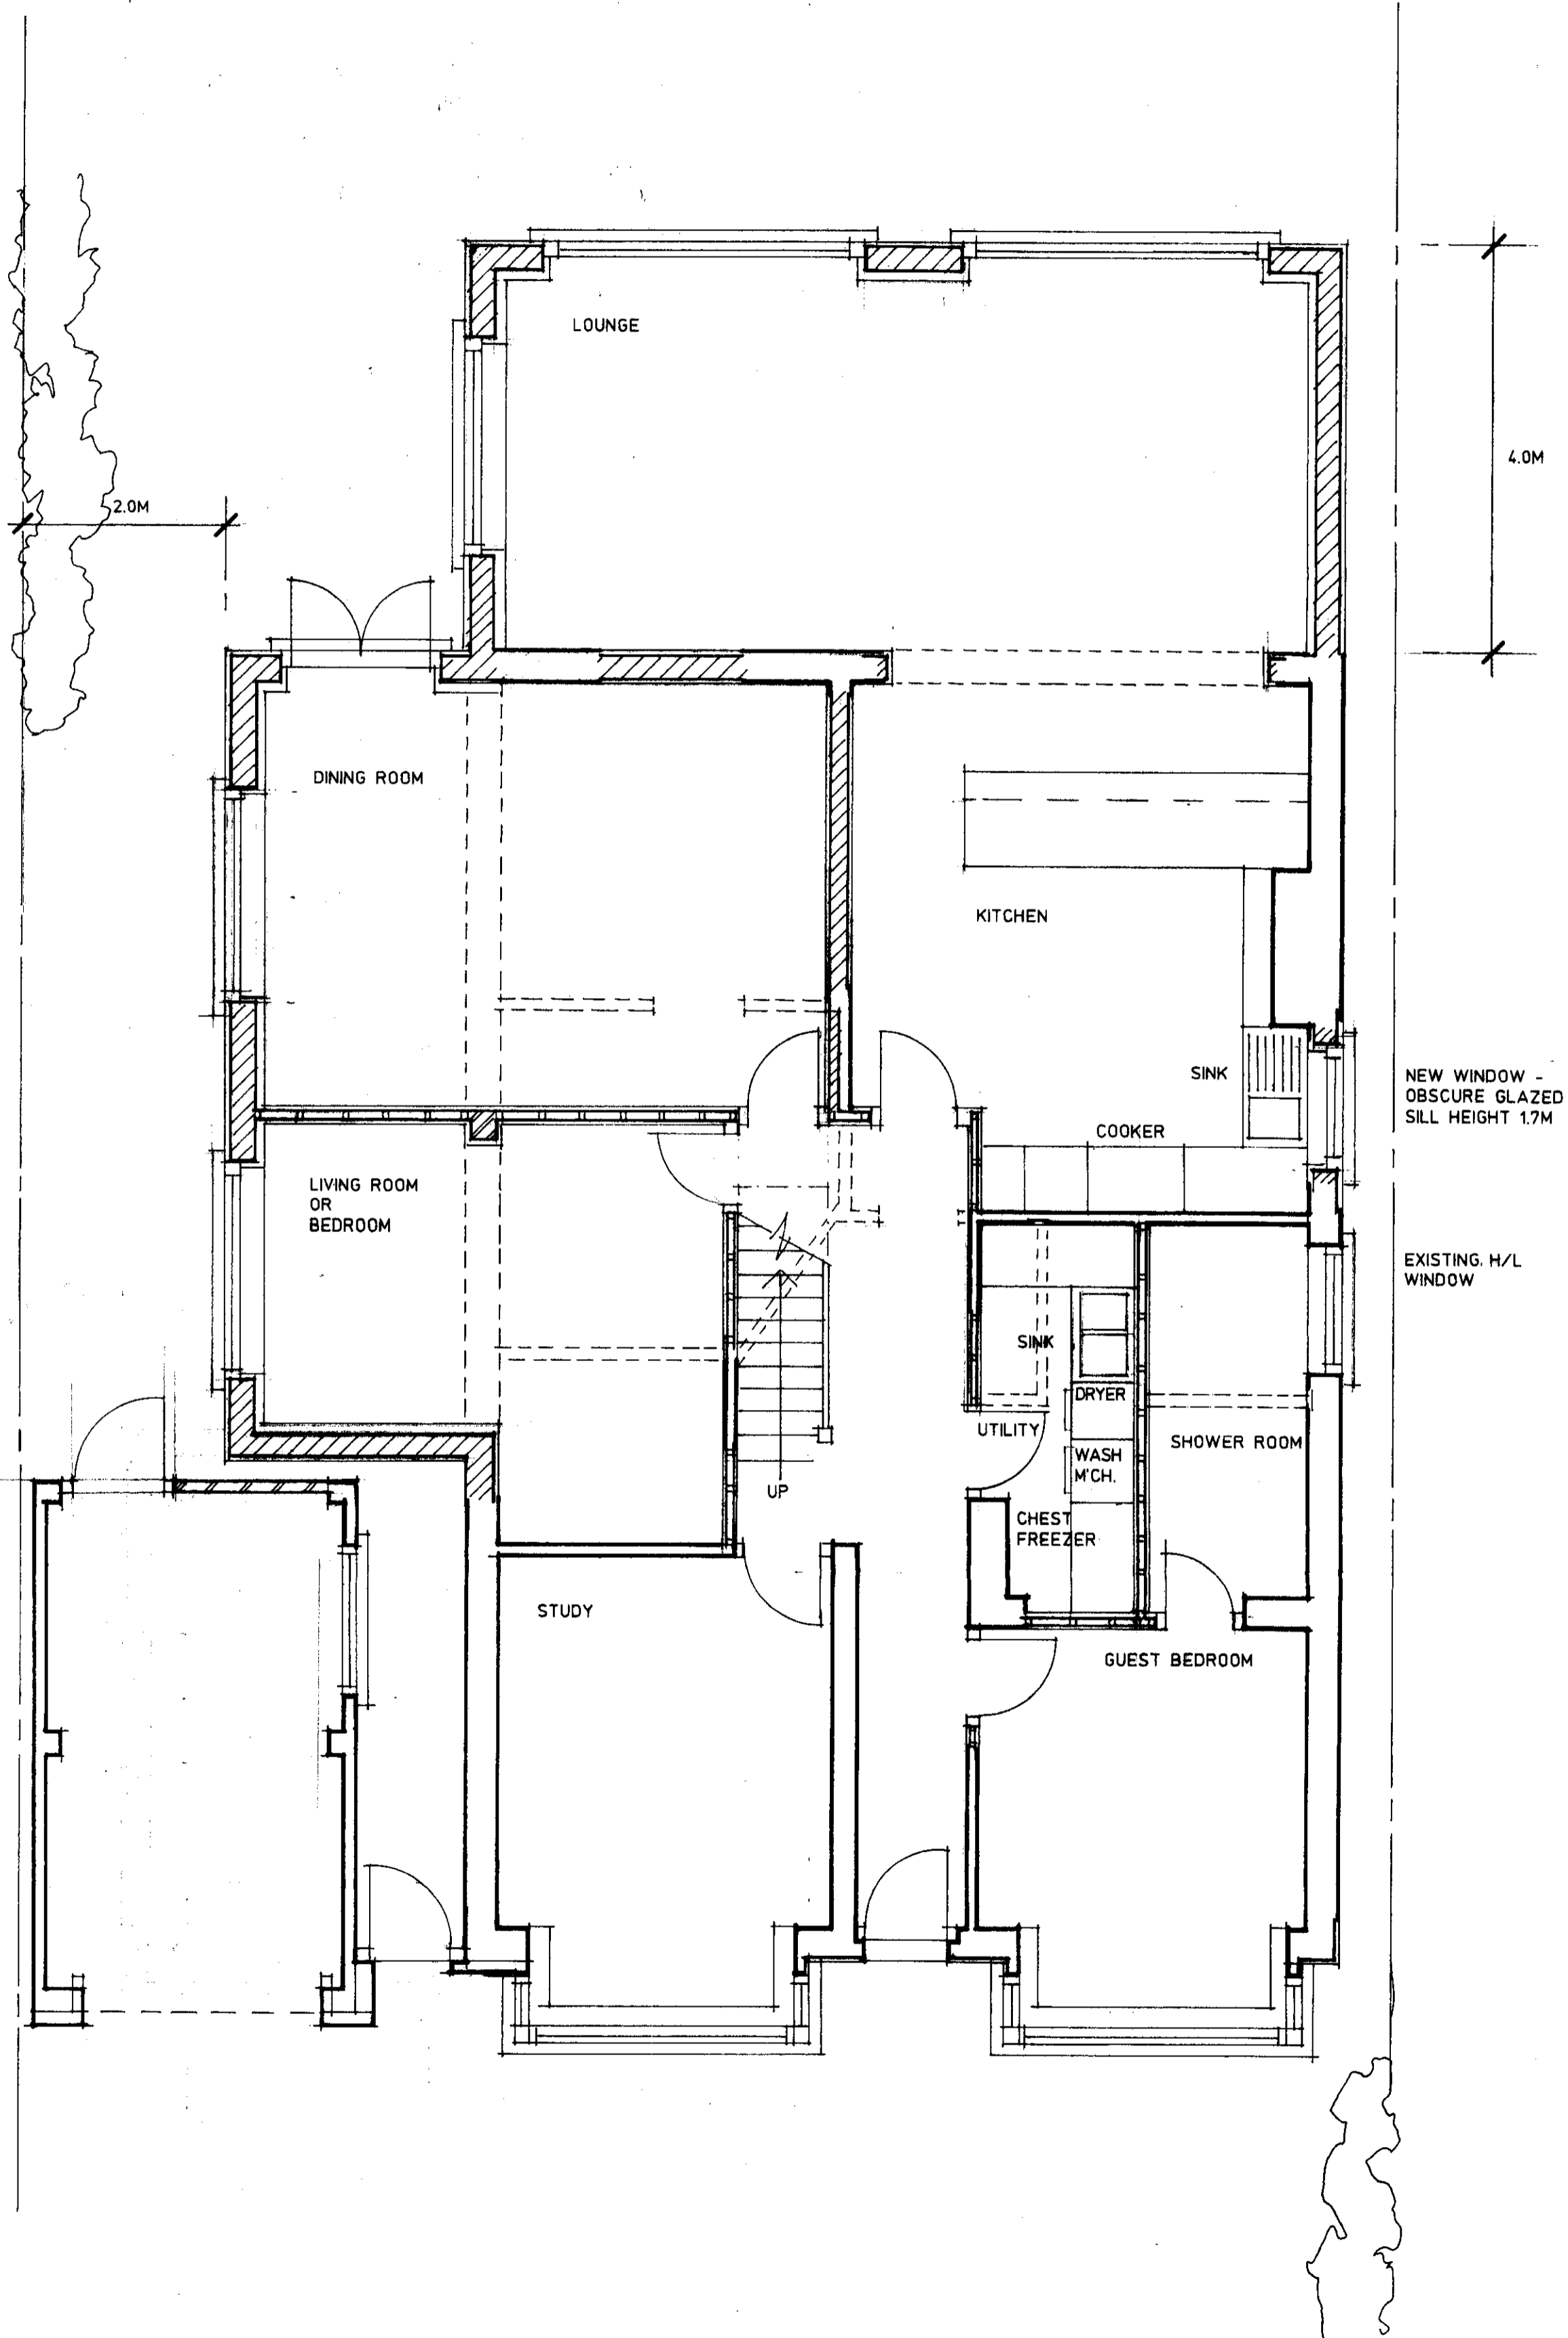 LOUNGE
4.0M
2.0M
DINING ROOM
KITCHEN
SINK
NEW WINDOW -
OBSCURE GLAZED
SILL HEIGHT 1.7M
COOKER
LIVING ROOM
OR
BEDROOM
EXISTING. H/L
WINDOW
SINK
DRYER
UTILITY
SHOWER ROOM
WASH
M'CH.
UP
CHEST
FREEZER
STUDY
GUEST BEDROOM